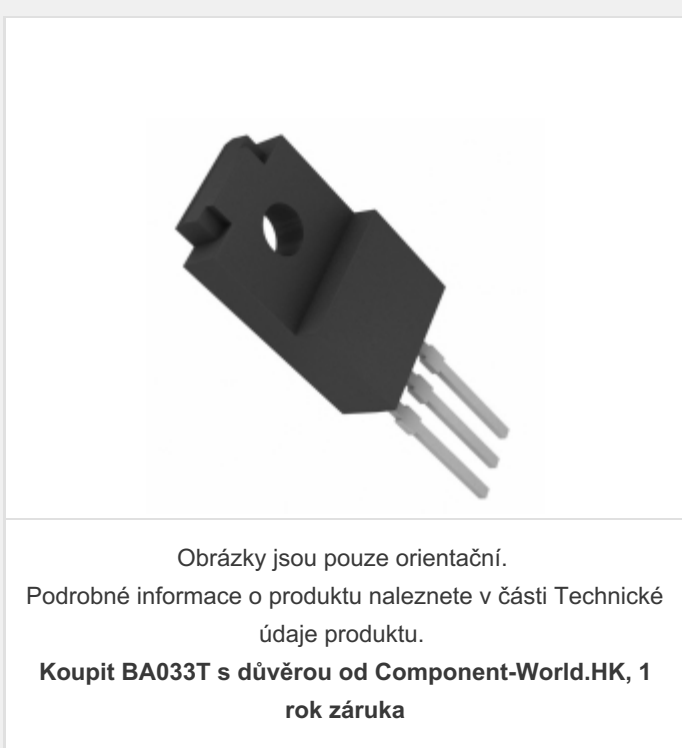 Obrázky jsou pouze orientační.
Podrobné informace o produktu naleznete v části Technické
údaje produktu.
Koupit BA033T s důvěrou od Component-World.HK, 1
rok záruka